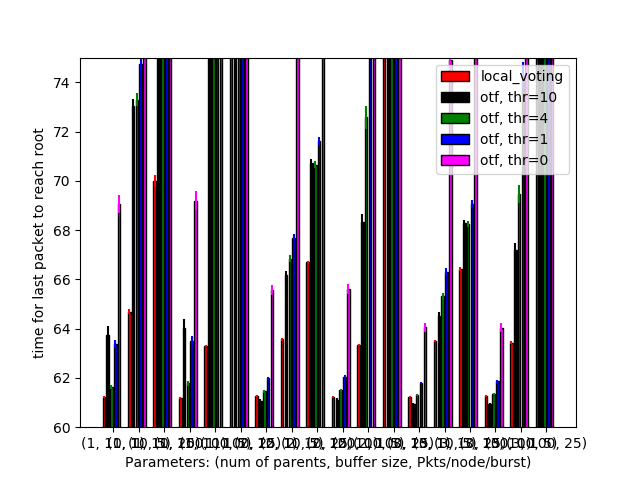 74
72
70
68
66
64
62
60
time for last packet to reach root
local_voting
otf, thr=10
otf, thr=4
otf, thr=1
otf, thr=0
Parameters: (num of parents, buffer size, Pkts/node/burst)